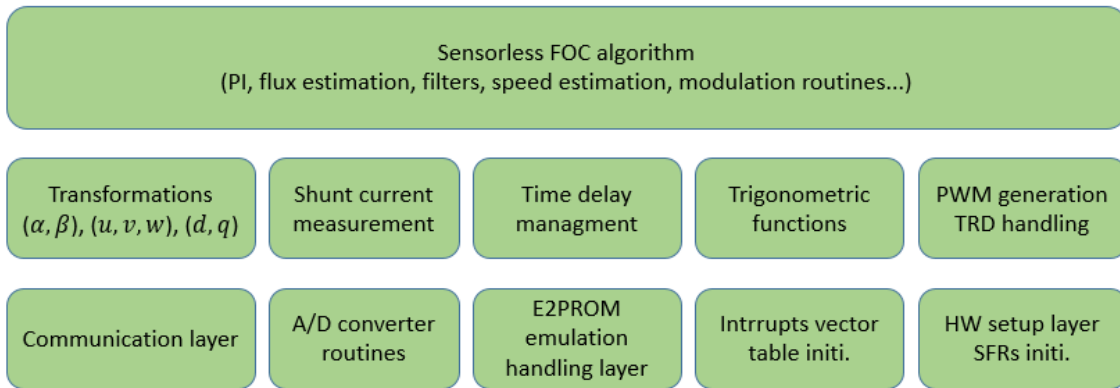 Sensorless FOC algorithm
(PI, flux estimation, filters, speed estimation, modulation routines...)
Transformations
(α, β), (u, v, w), (d, q)
Shunt current
measurement
Time delay
managment
Trigonometric
functions
PWM generation
TRD handling
Communication layer
A/D converter
routines
E2PROM
emulation
handling layer
Intrrupts vector
table initi.
HW setup layer
SFRs initi.